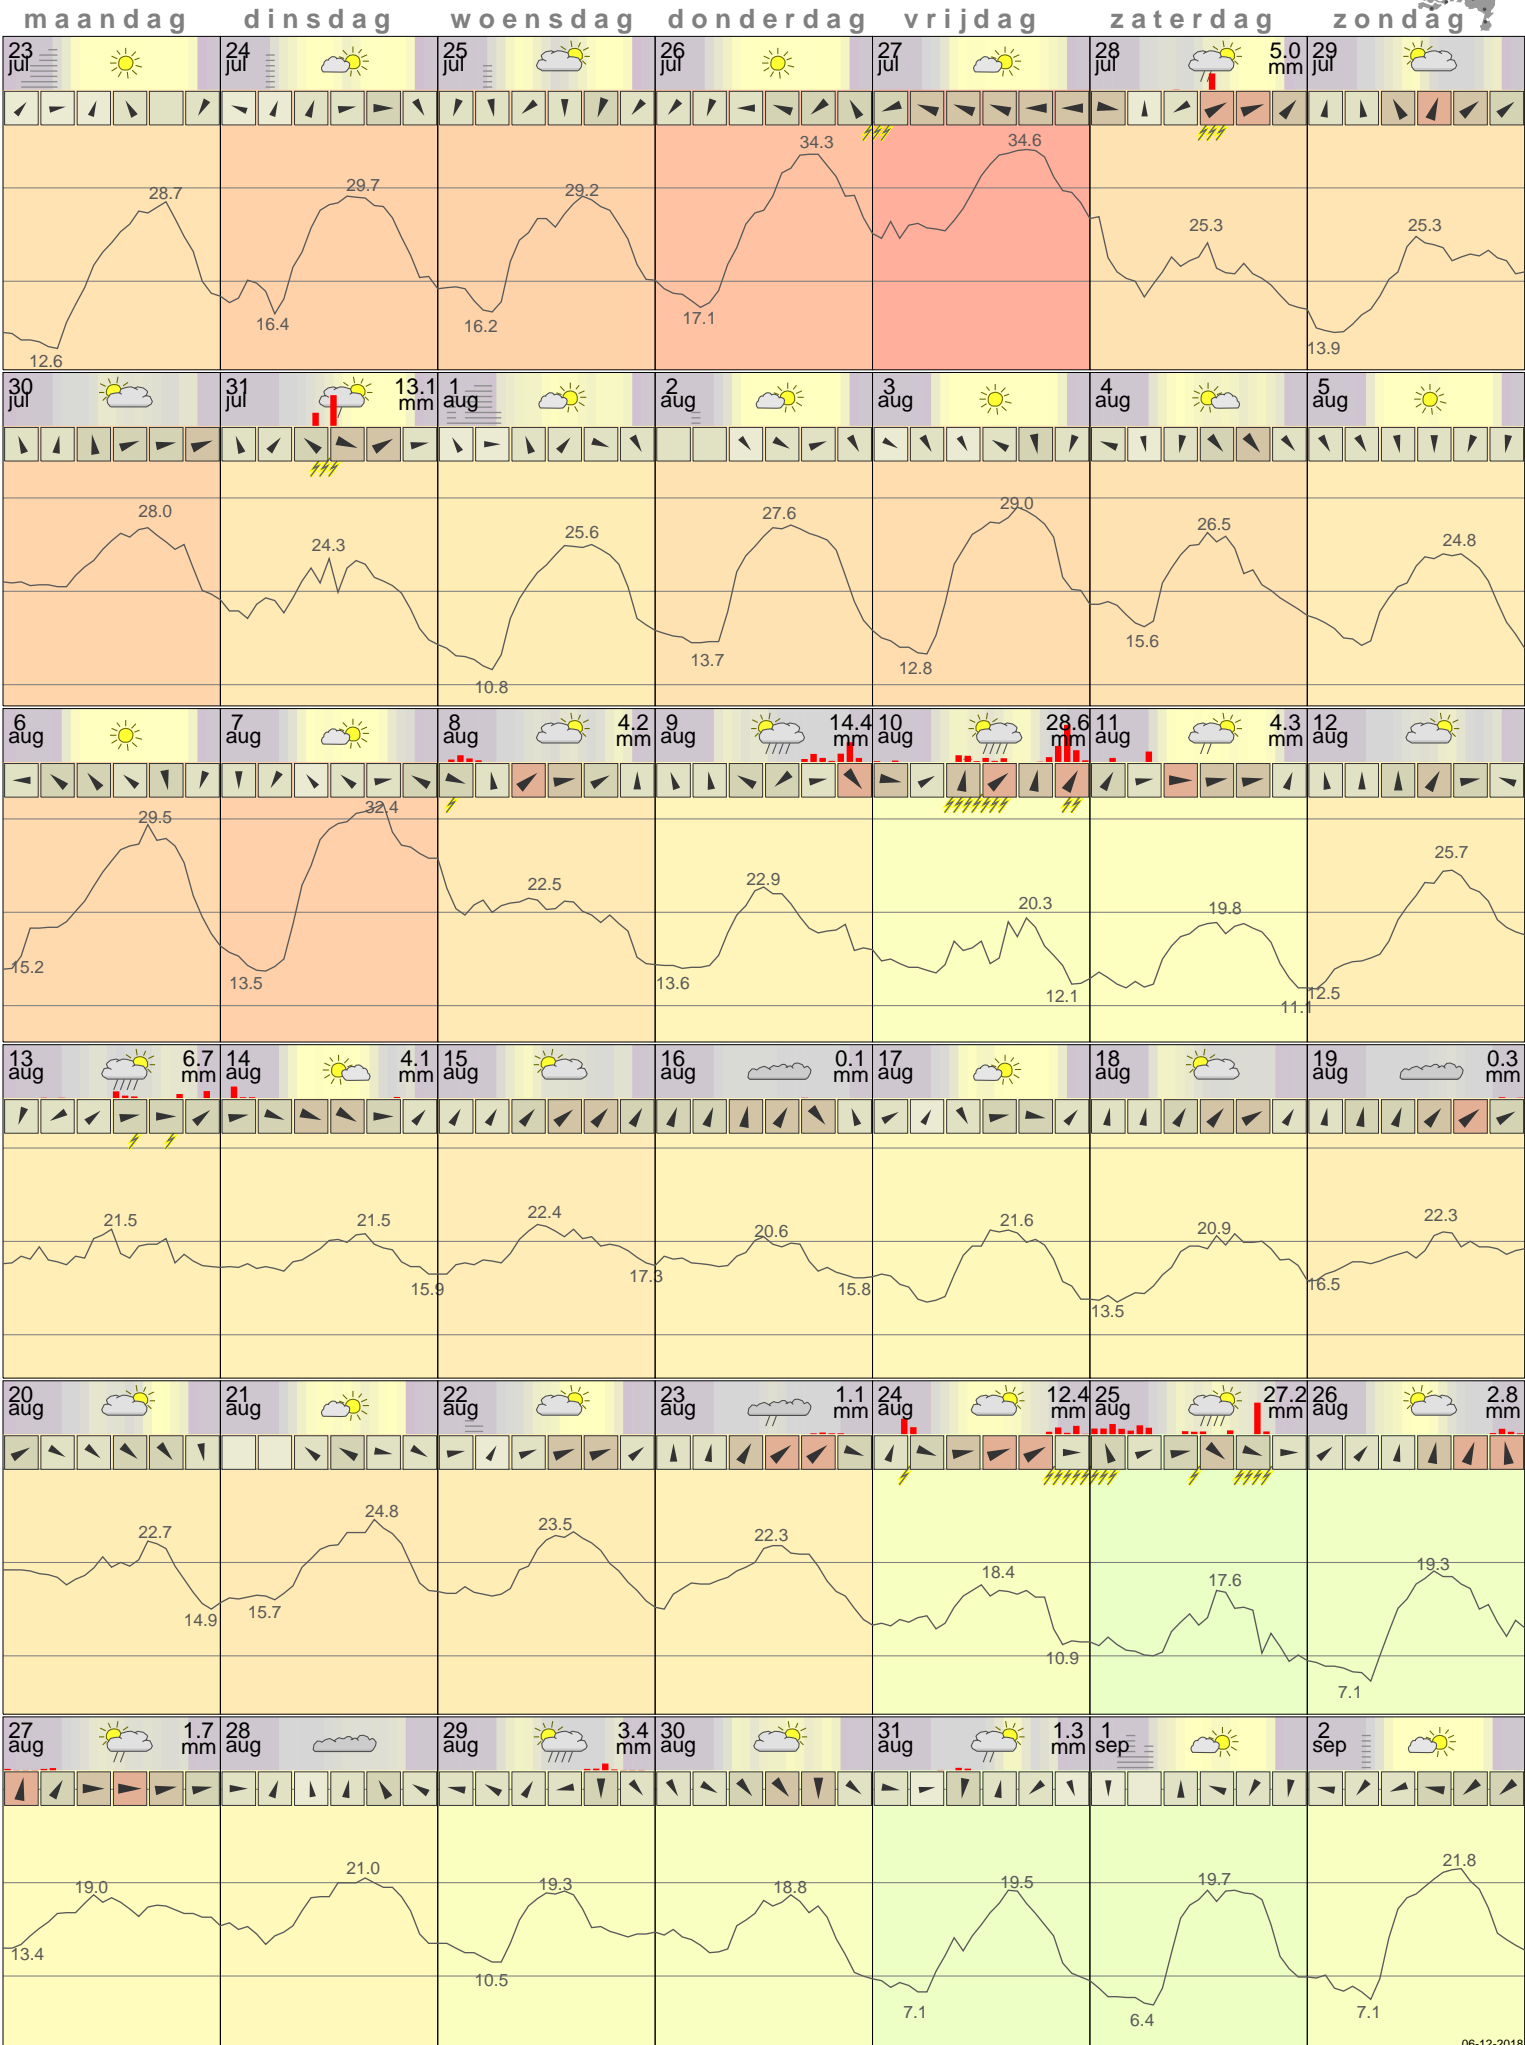 maandag dinsdag woensdag donderdag vrijdag zaterdag zondag
23 24 25 26 27 28 5.0 29
jul jul jul jul jul jul mm jul
34.3 34.6
28.7 29.7 29.2 25.3 25.3
16.4 16.2 17.1
12.6 13.9
30 31 13.1 1 2 3 4 5
jul jul mm aug aug aug aug aug
28.0 24.3 25.6 27.6 29.0 26.5 24.8
15.6
10.8 13.7 12.8
6 7 8 4.2 9 14.4 10 28.6 11 4.3 12
aug aug aug mm aug mm aug mm aug mm aug
29.5 32.4
22.5 22.9 20.3 19.8 25.7
15.2 13.5 13.6 12.1 11.1 12.5
13 6.7 14 4.1 15 16 0.1 17 18 19 0.3
aug mm aug mm aug aug mm aug aug aug mm
21.5 21.5 22.4 20.6 21.6 20.9 22.3
15.9 17.3 15.8 13.5 16.5
20 21 22 23 1.1 24 12.4 25 27.2 26 2.8
aug aug aug aug mm aug mm aug mm aug mm
22.7 24.8 23.5 22.3 18.4 17.6 19.3
14.9 15.7 10.9 7.1
27 1.7 28 29 3.4 30 31 1.3 1 2
aug mm aug aug mm aug aug mm sep sep
19.0 21.0 19.3 18.8 19.5 19.7 21.8
13.4 10.5 7.1 6.4 7.1
06-12-2018